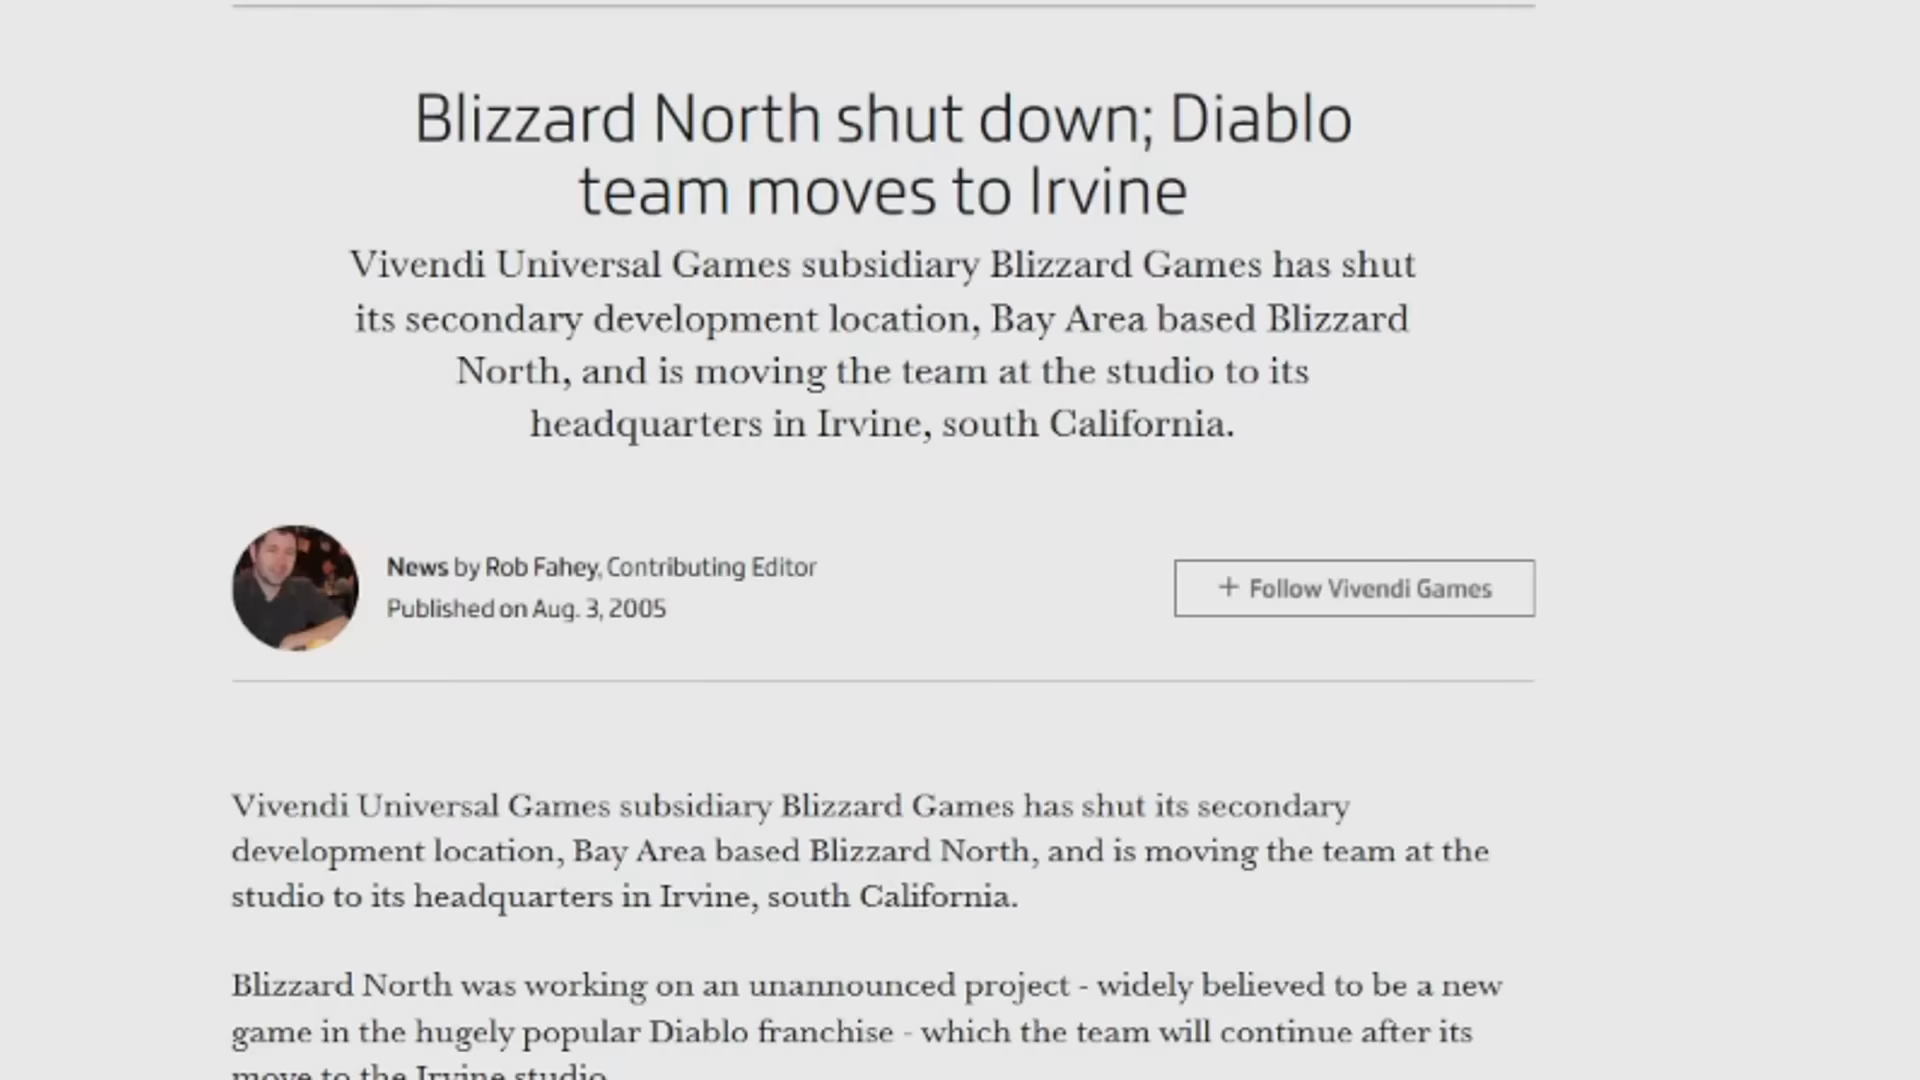 Blizzard North shut down; Diablo
team moves to Irvine
Vivendi Universal Games subsidiary Blizzard Games has shut
its secondary development location, Bay Area based Blizzard
North, and is moving the team at the studio to its
headquarters in Irvine, south California.
News by Rob Fahey, Contributing Editor
Published on Aug. 3, 2005
+ Follow Vivendi Games
Vivendi Universal Games subsidiary Blizzard Games has shut its secondary
development location, Bay Area based Blizzard North, and is moving the team at the
studio to its headquarters in Irvine, south California.
Blizzard North was working on an unannounced project - widely believed to be a new
game in the hugely popular Diablo franchise - which the team will continue after its
move to the Irvine studio.